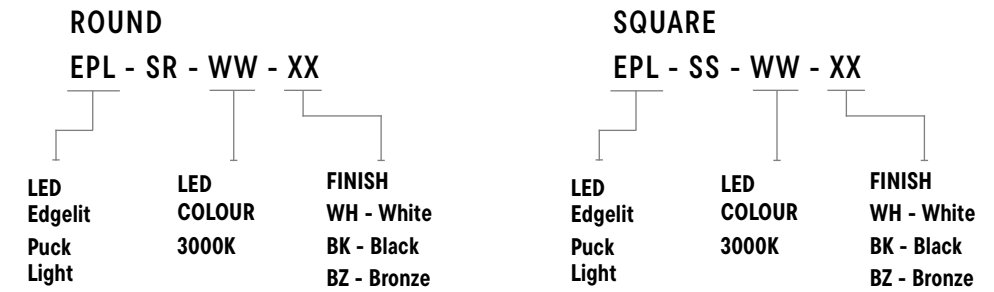 ROUND
EPL - SR - WW - XX
LED
Edgelit
Puck
Light
LED
COLOUR
3000K
FINISH
WH - White
BK - Black
BZ - Bronze
SQUARE
EPL - SS - WW - XX
LED
Edgelit
Puck
Light
LED
COLOUR
3000K
FINISH
WH - White
BK - Black
BZ - Bronze